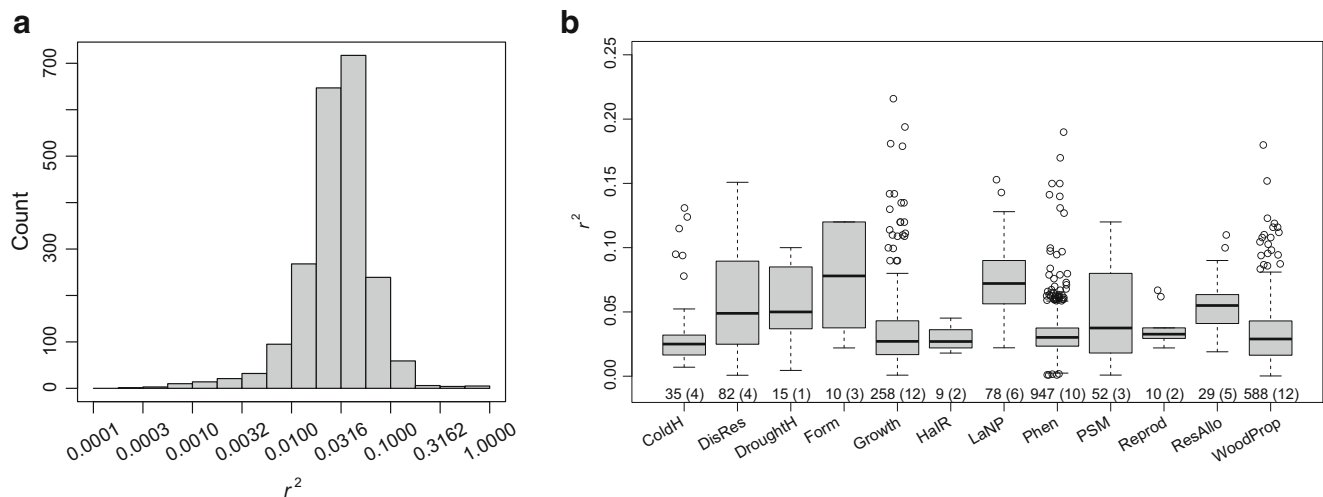 a
Count
700
500
300
100
0
0.0001
0.0003
0.0010
0.0032
0.0100
0.0316
0.1000
0.3162
1.0000
r²
b
r²
0.25
0.20
0.15
0.10
0.05
0.00
35 (4) 82 (4) 15 (1) 10 (3) 258 (12) 9 (2) 78 (6) 947 (10) 52 (3) 10 (2) 29 (5) 588 (12)
ColdH
DisRes
DroughtH
Form
Growth
HalR
LaNP
Phen
PSM
Reprod
ResAllo
WoodProp